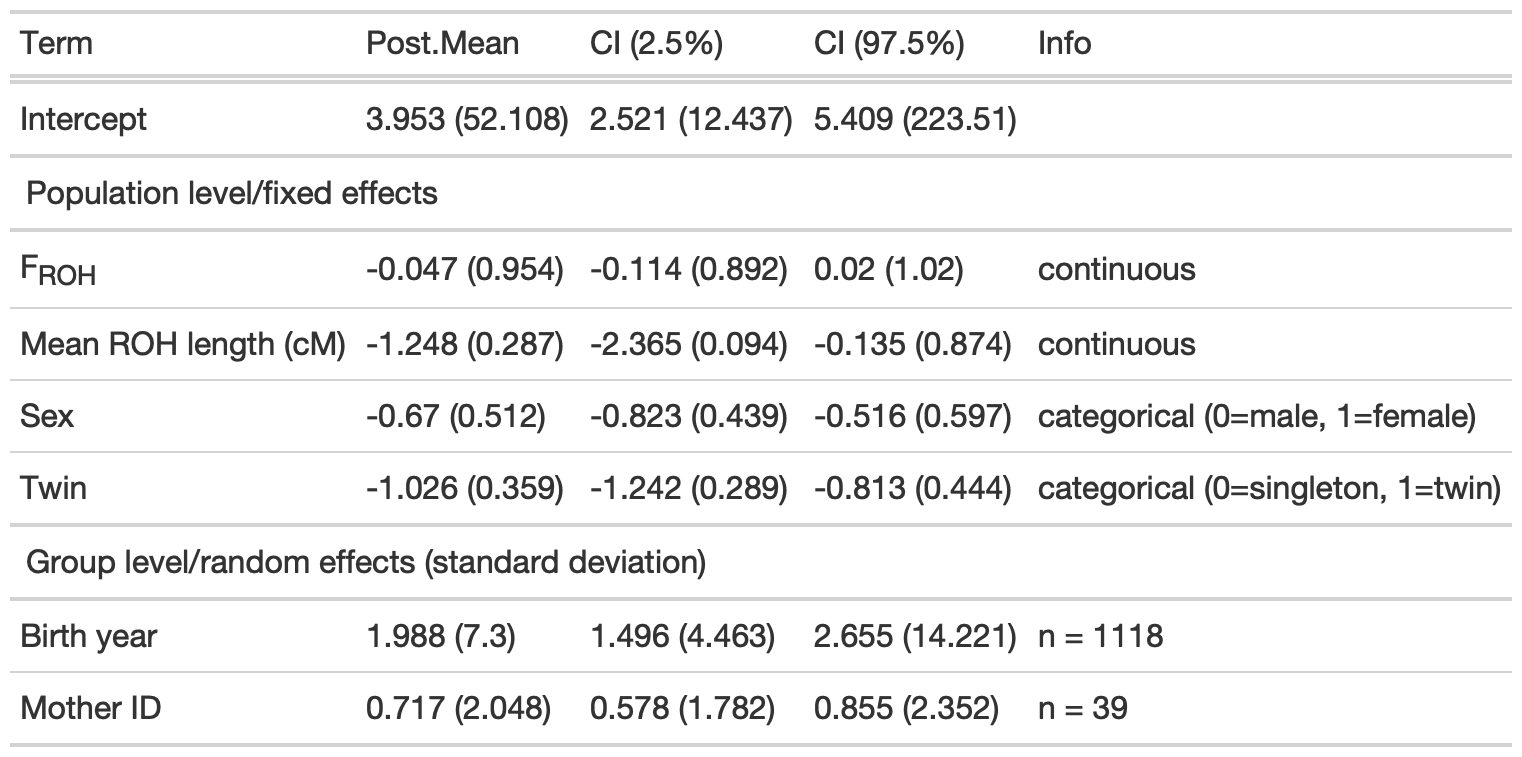 Term Post.Mean CI (2.5%) CI (97.5%) Info
Intercept 3.953 (52.108) 2.521 (12.437) 5.409 (223.51)
Population level/fixed effects
FROH -0.047 (0.954) -0.114 (0.892) 0.02 (1.02) continuous
Mean ROH length (cM) -1.248 (0.287) -2.365 (0.094) -0.135 (0.874) continuous
Sex -0.67 (0.512) -0.823 (0.439) -0.516 (0.597) categorical (0=male, 1=female)
Twin -1.026 (0.359) -1.242 (0.289) -0.813 (0.444) categorical (0=singleton, 1=twin)
Group level/random effects (standard deviation)
Birth year 1.988 (7.3) 1.496 (4.463) 2.655 (14.221) n = 1118
Mother ID 0.717 (2.048) 0.578 (1.782) 0.855 (2.352) n = 39